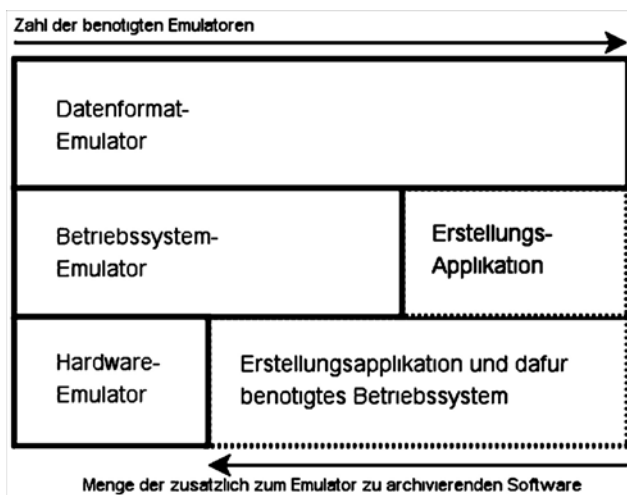 Zahl der benotigten Emulatoren
Datenformat-
Emulator
Betriebssystem-
Emulator
Erstellungs-
Applikation
Hardware-
Emulator
Erstellungsapplikation und dafur
benotigtes Betriebssystem
Menge der zusatzlich zum Emulator zu archivierenden Software